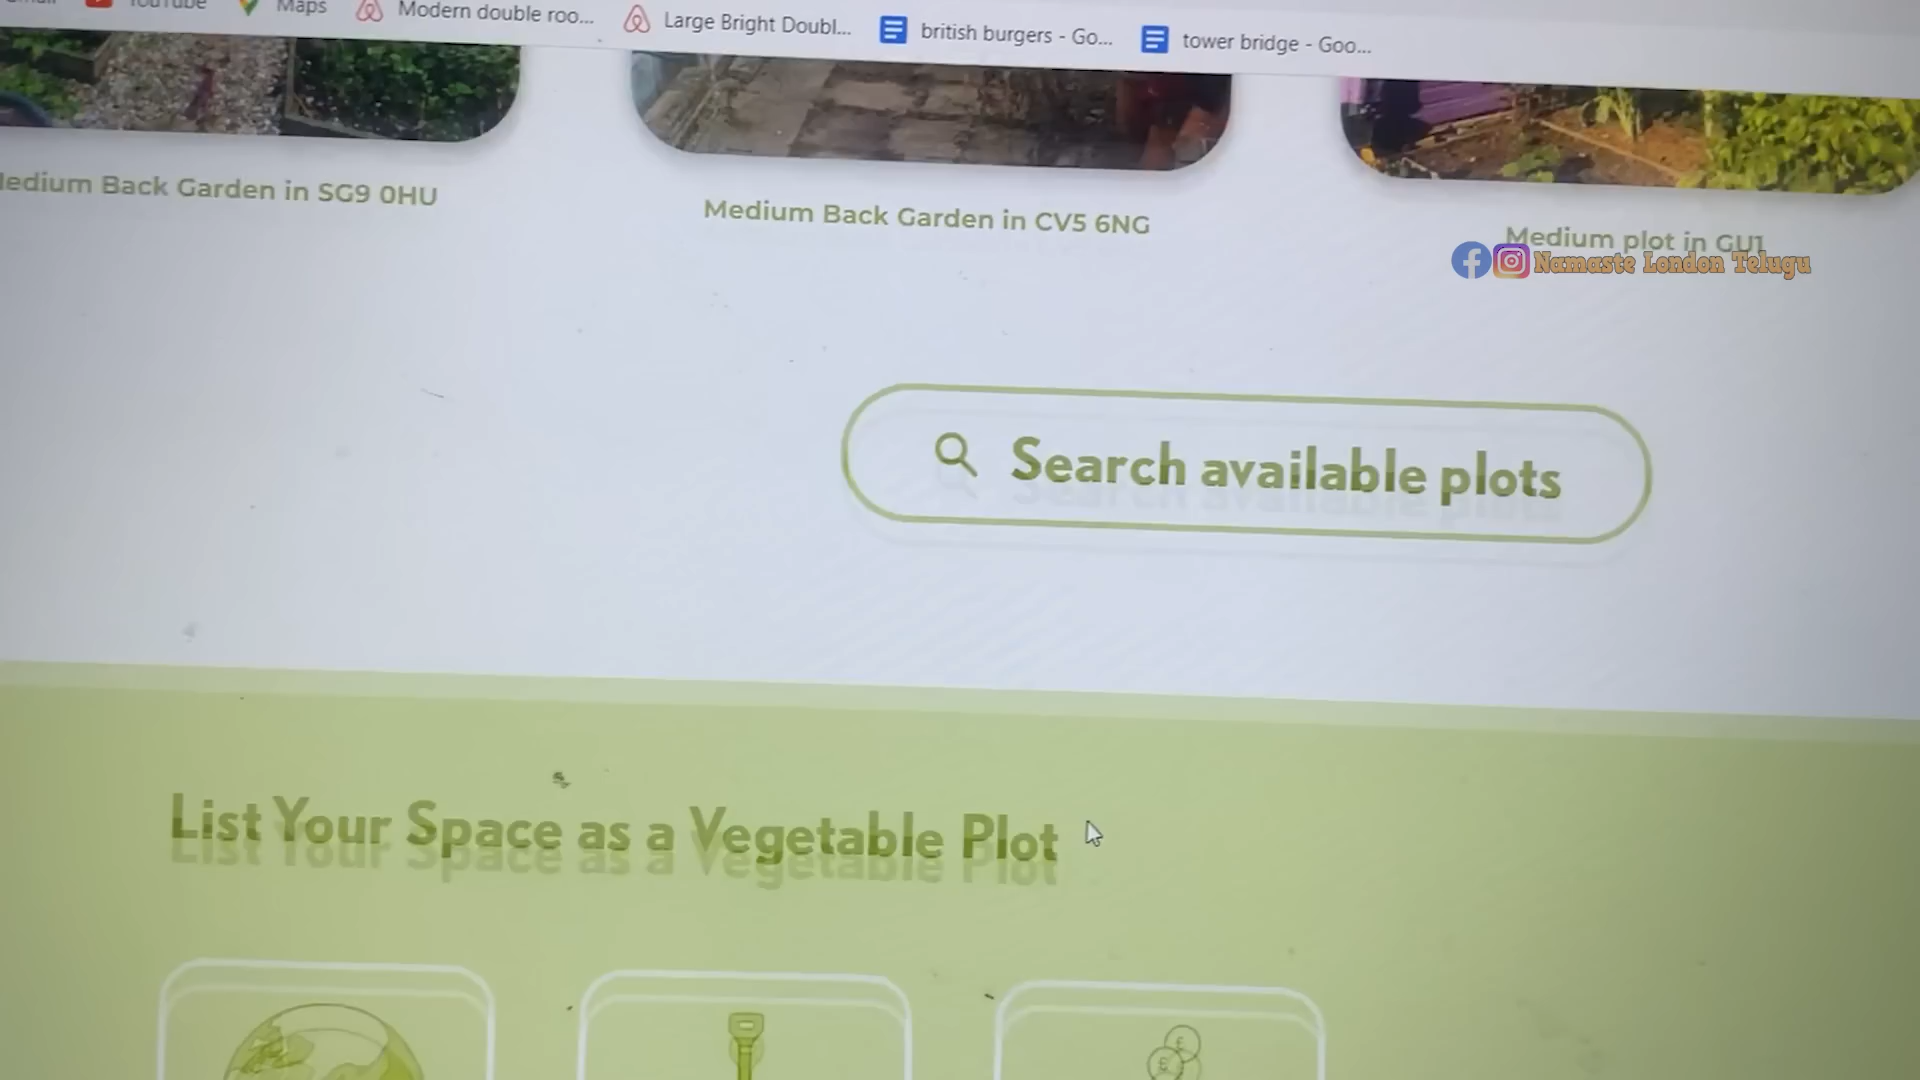 YouTube
Maps
Modern double roo...
Large Bright Doubl...
british burgers - Go...
tower bridge - Goo...
Medium Back Garden in SG9 0HU
Medium Back Garden in CV5 6NG
Medium plot in GU1
Namaste London Telugu
Search available plots
List Your Space as a Vegetable Plot
£
£